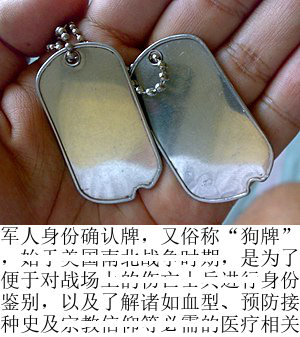 军人身份确认牌，又俗称“狗牌”
，始于美国南北战争时期，是为了
便于对战场上的伤亡士兵进行身份
鉴别，以及了解诸如血型、预防接
种史及宗教信仰等必需的医疗相关